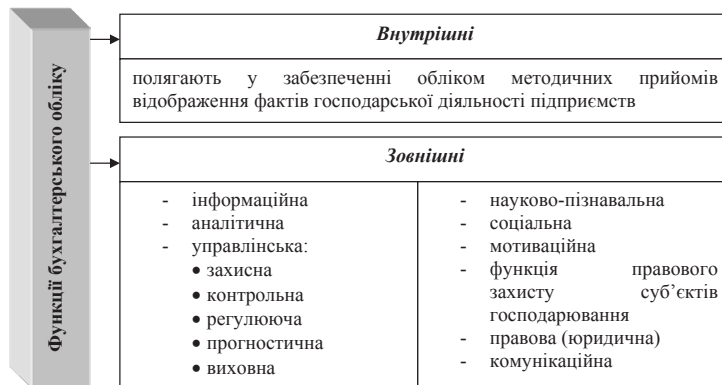 Функції бухгалтерського обліку
Внутрішні
полягають у забезпеченні обліком методичних прийомів
відображення фактів господарської діяльності підприємств
Зовнішні
- інформаційна
- аналітична
- управлінська:
• захисна
• контрольна
• регулююча
• прогностична
• виховна
- науково-пізнавальна
- соціальна
- мотиваційна
- функція правового
захисту суб’єктів
господарювання
- правова (юридична)
- комунікаційна